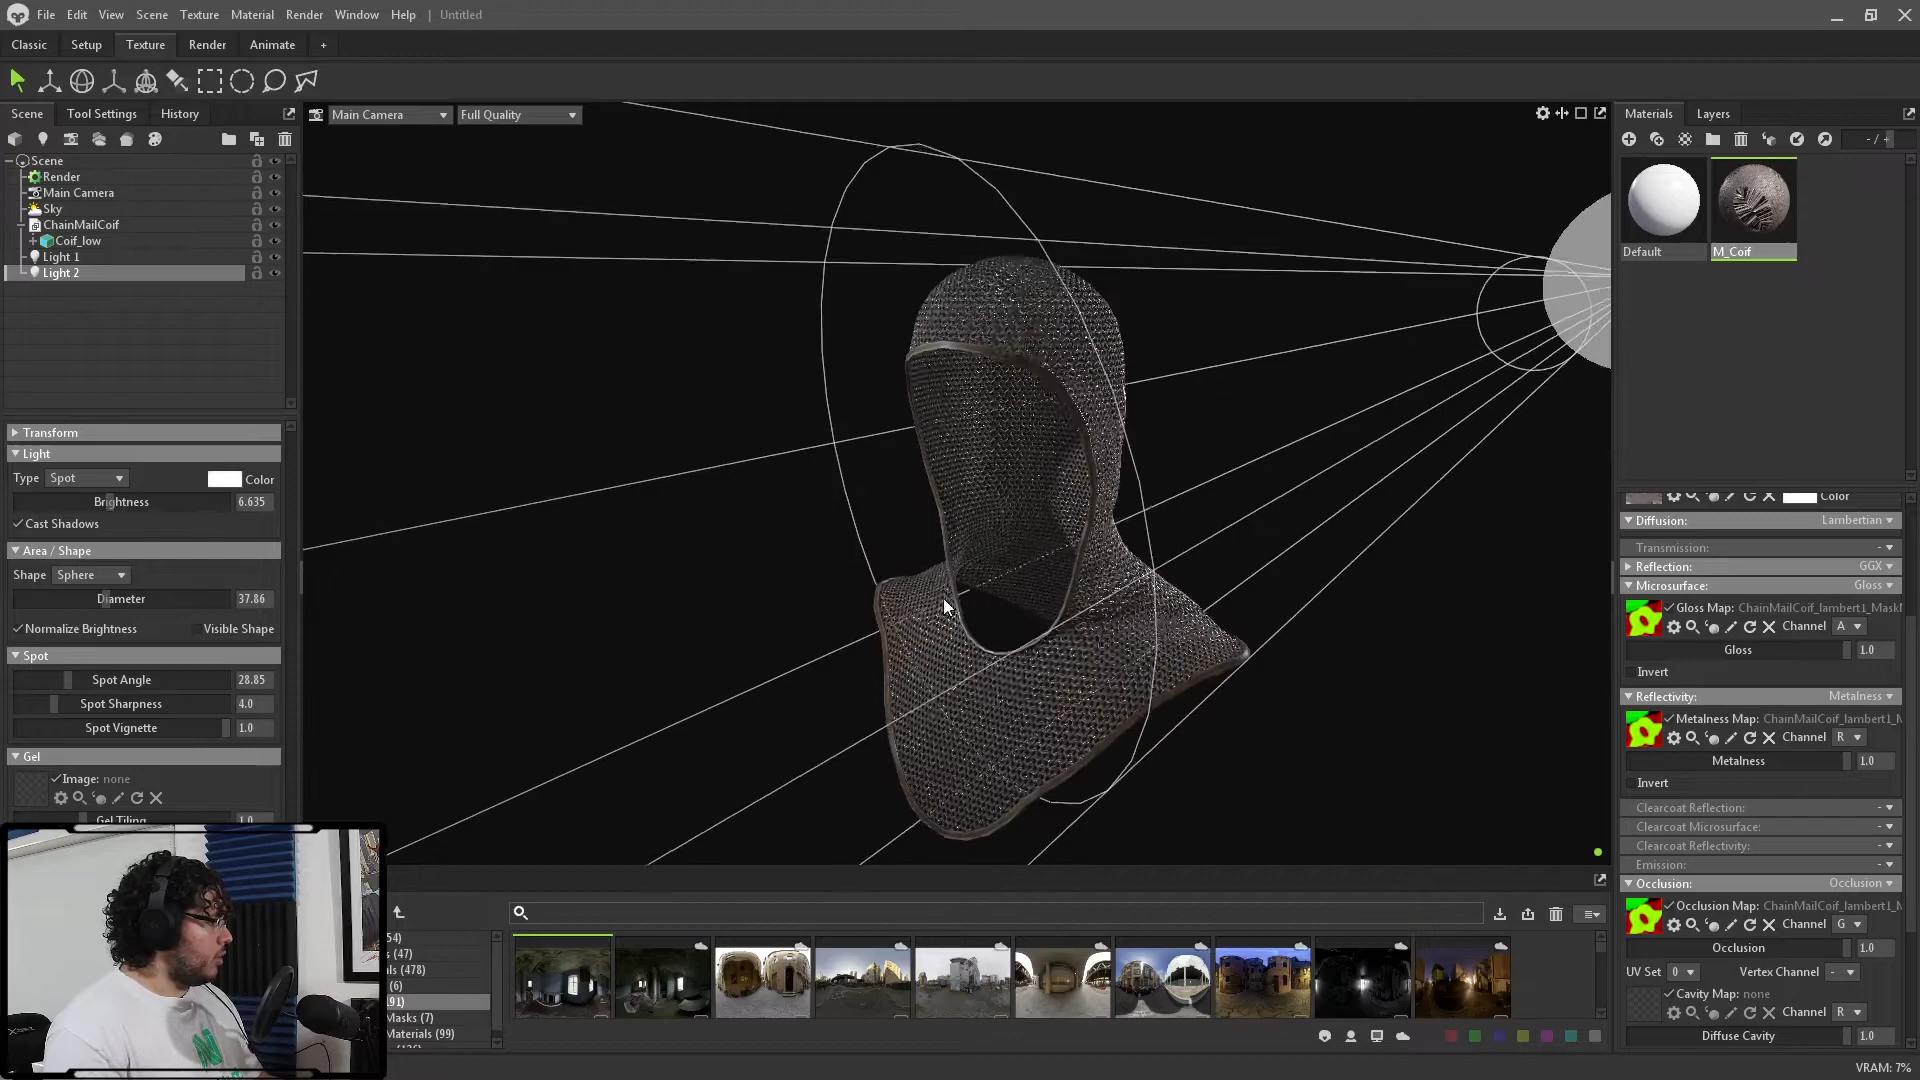 File Edit View Scene Texture Material Render Window Help | Untitled
Classic Setup Texture Render Animate +
Scene Tool Settings History
Main Camera Full Quality
Materials Layers
- /
Scene
Render
Main Camera
Sky
ChainMailCoif
Coif_low
Light 1
Light 2
Default M_Coif
Transform
Light
Type Spot Color
Brightness 6.635
Cast Shadows
Area / Shape
Shape Sphere
Diameter 37.86
Normalize Brightness Visible Shape
Spot
Spot Angle 28.85
Spot Sharpness 4.0
Spot Vignette 1.0
Gel
Image: none
Gel Tiling 1.0
54)
s (47)
ls (478)
(6)
191)
Masks (7)
Materials (99)
Color
Diffusion: Lambertian
Transmission: -
Reflection: GGX
Microsurface: Gloss
Gloss Map: ChainMailCoif_lambert1_Mask
Channel A
Gloss 1.0
Invert
Reflectivity: Metalness
Metalness Map: ChainMailCoif_lambert1_M
Channel R
Metalness 1.0
Invert
Clearcoat Reflection: -
Clearcoat Microsurface: -
Clearcoat Reflectivity: -
Emission: -
Occlusion: Occlusion
Occlusion Map: ChainMailCoif_lambert1_M
Channel G
Occlusion 1.0
UV Set 0 Vertex Channel -
Cavity Map: none
Channel R
Diffuse Cavity 1.0
VRAM: 7%